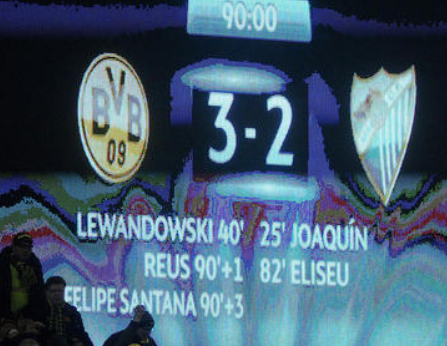 90:00
BVB
09
3-2
LEWANDOWSKI 40' 25' JOAQUÍN
REUS 90'+1 82' ELISEU
FELIPE SANTANA 90'+3